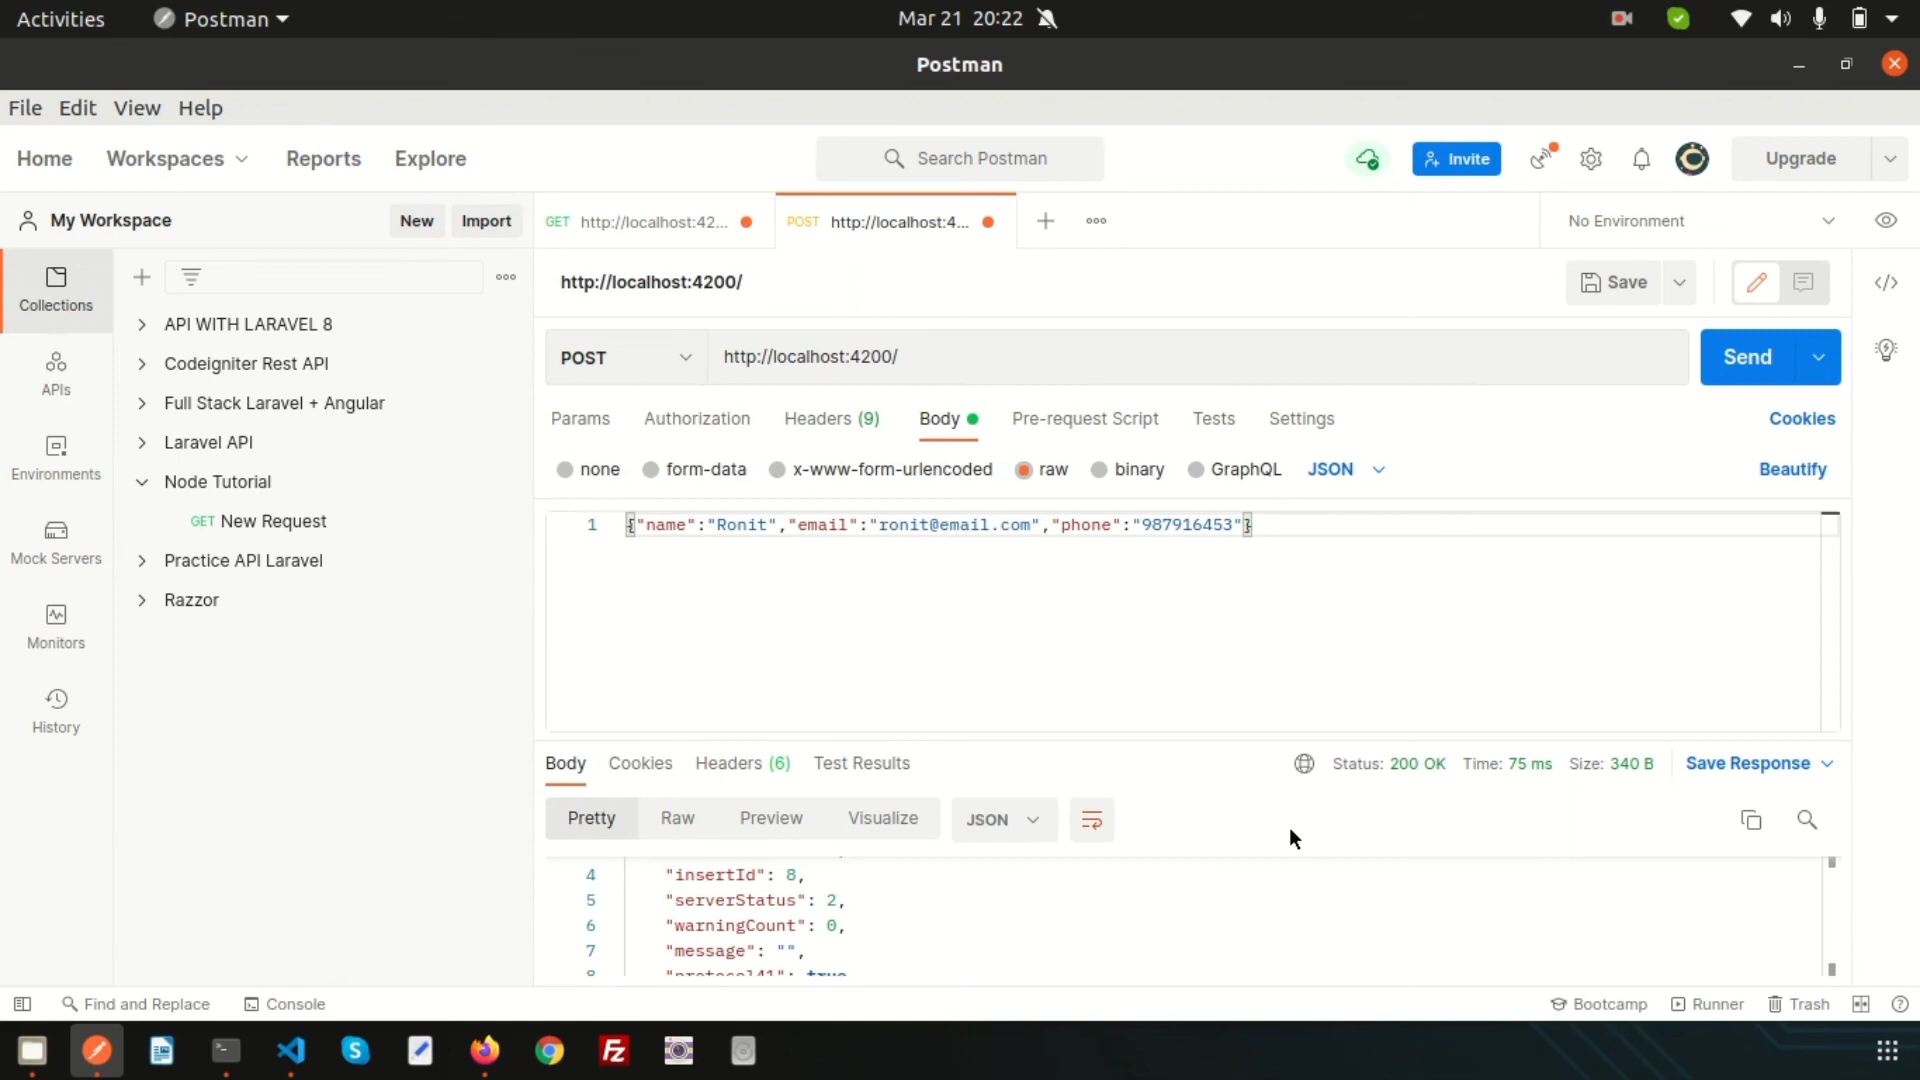 Activities Postman Mar 21 20:22
Postman
File Edit View Help
Home Workspaces Reports Explore Search Postman Invite Upgrade
My Workspace New Import GET http://localhost:42... POST http://localhost:4... No Environment
Collections
http://localhost:4200/ Save
API WITH LARAVEL 8
Codeigniter Rest API
POST http://localhost:4200/ Send
APIs
Full Stack Laravel + Angular
Params Authorization Headers (9) Body Pre-request Script Tests Settings Cookies
Laravel API
Environments
none form-data x-www-form-urlencoded raw binary GraphQL JSON Beautify
Node Tutorial
GET New Request
1 {"name":"Ronit","email":"ronit@email.com","phone":"987916453"}
Mock Servers
Practice API Laravel
Razzor
Monitors
History
Body Cookies Headers (6) Test Results Status: 200 OK Time: 75 ms Size: 340 B Save Response
Pretty Raw Preview Visualize JSON
4 "insertId": 8,
5 "serverStatus": 2,
6 "warningCount": 0,
7 "message": "",
8 "protocol41": true
Find and Replace Console Bootcamp Runner Trash